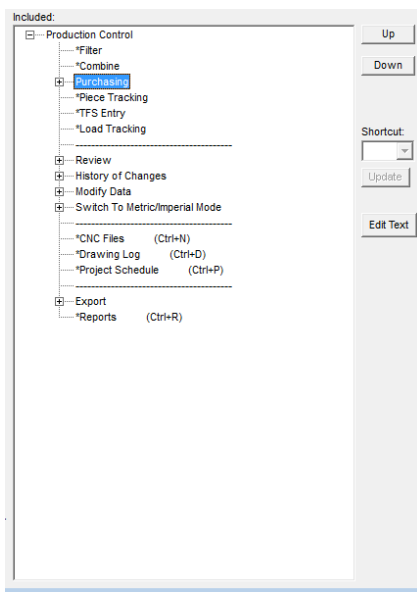 Included:
Production Control
*Filter
*Combine
Purchasing
*Piece Tracking
*TFS Entry
*Load Tracking
---------------------------------------
Review
History of Changes
Modify Data
Switch To Metric/Imperial Mode
---------------------------------------
*CNC Files (Ctrl+N)
*Drawing Log (Ctrl+D)
*Project Schedule (Ctrl+P)
---------------------------------------
Export
*Reports (Ctrl+R)
Up
Down
Shortcut:
Update
Edit Text